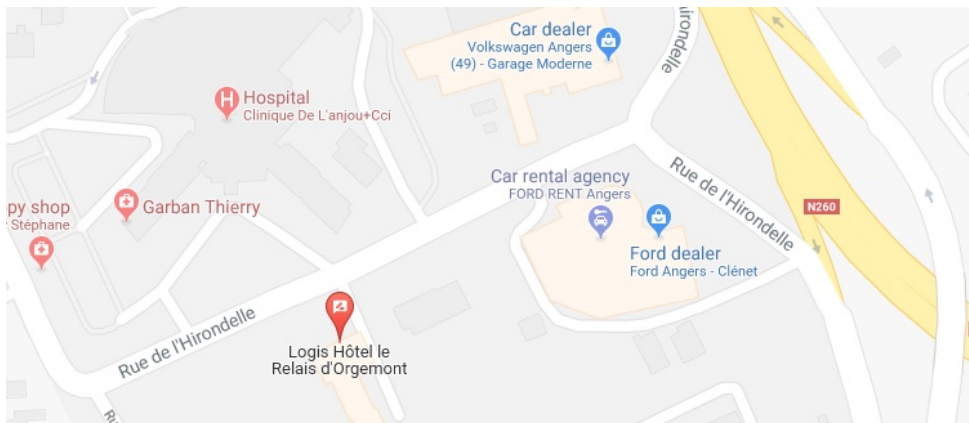 Car dealer
Volkswagen Angers
(49) - Garage Moderne
Hirondelle
Hospital
Clinique De L'anjou+Cci
Rue de l'Hirondelle
Car rental agency
FORD RENT Angers
N260
Garban Thierry
py shop
Stéphane
Ford dealer
Ford Angers - Clénet
Rue de l'Hirondelle
Logis Hôtel le
Relais d'Orgemont
Ru